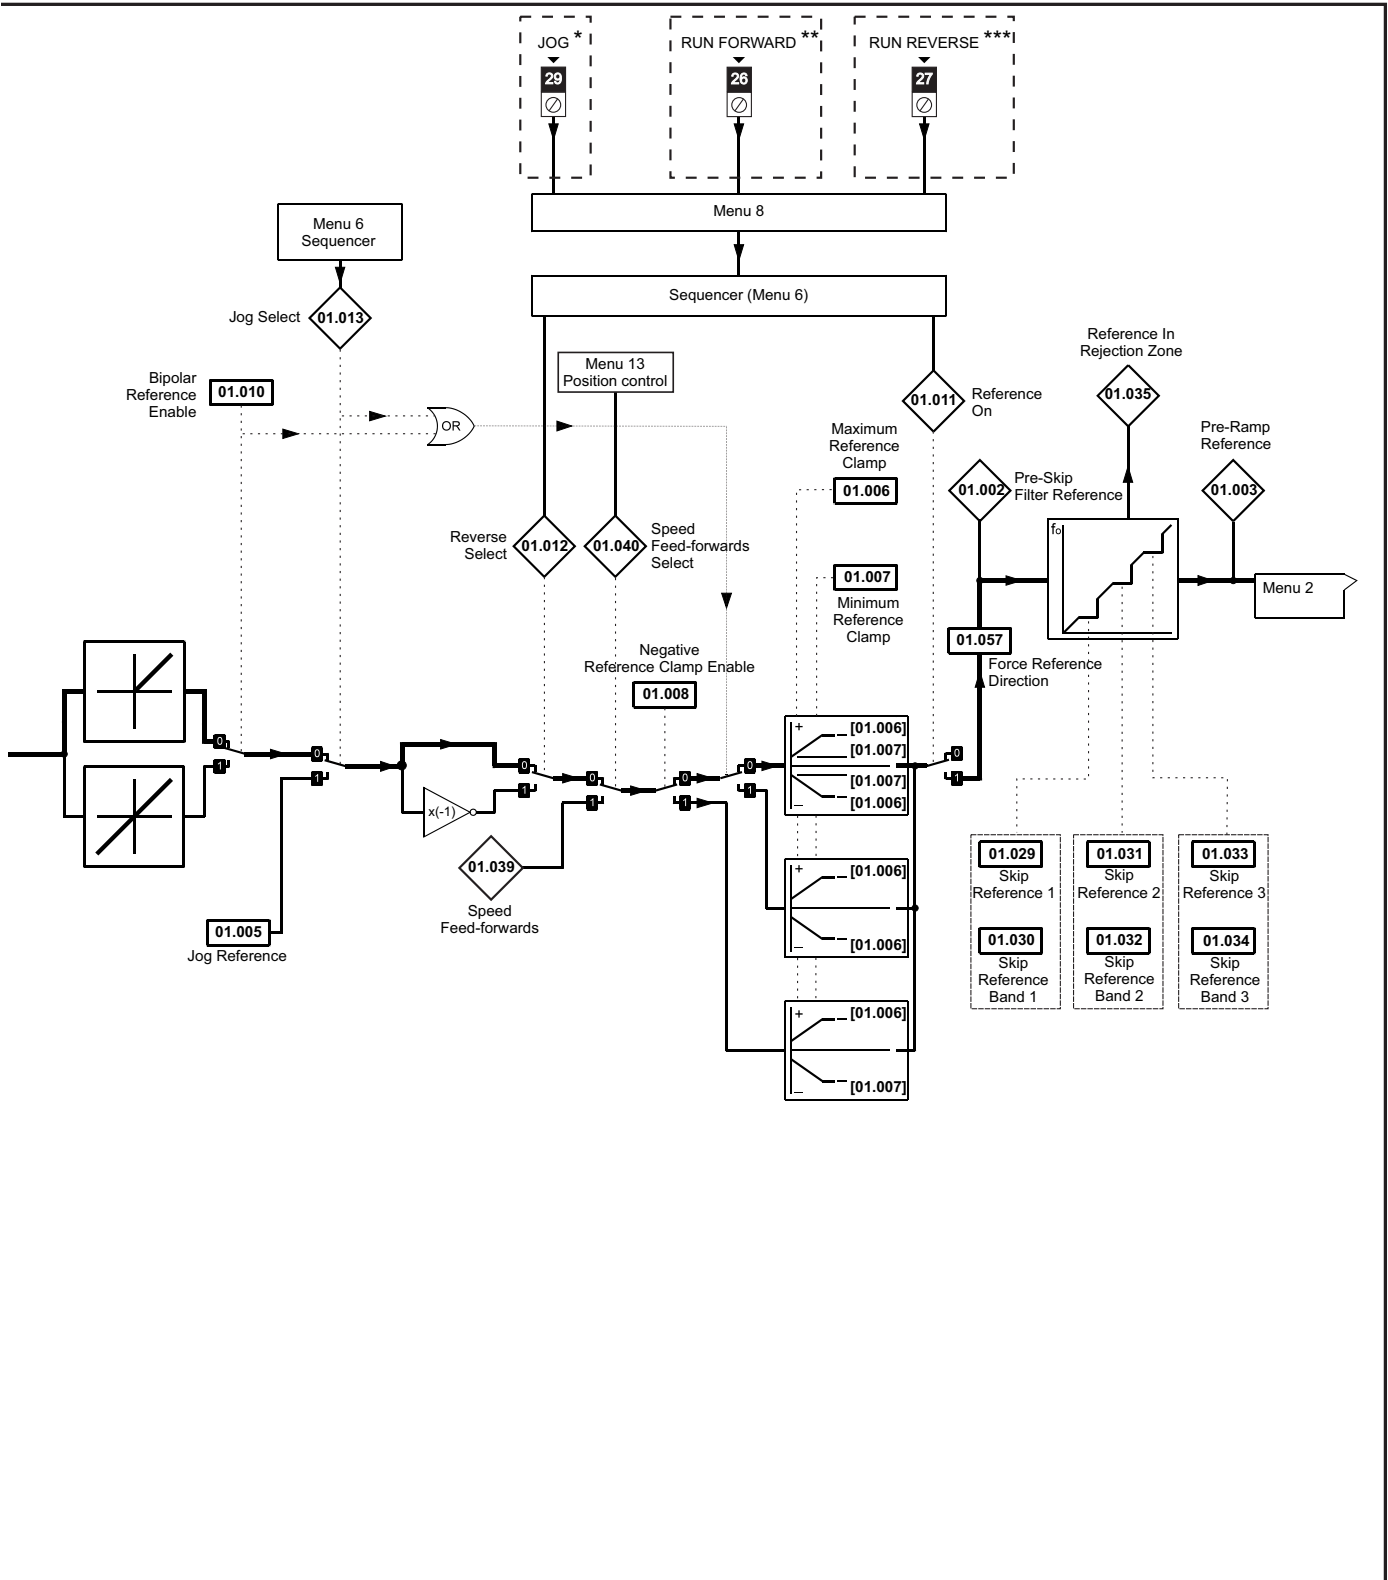 JOG *
RUN FORWARD **
RUN REVERSE ***
29
26
27
Menu 8
Menu 6
Sequencer
Sequencer (Menu 6)
Jog Select
01.013
Reference In
Rejection Zone
01.035
Menu 13
Position control
Bipolar
Reference
Enable
01.010
OR
01.011
Reference
On
Maximum
Reference
Clamp
01.006
Pre-Ramp
Reference
01.003
01.002
Pre-Skip
Filter Reference
Reverse
Select
01.012
01.040
Speed
Feed-forwards
Select
fo
01.007
Minimum
Reference
Clamp
Menu 2
01.057
Force Reference
Direction
Negative
Reference Clamp Enable
01.008
0
1
0
1
x(-1)
0
1
0
1
0
1
0
1
+
[01.006]
[01.007]
[01.007]
[01.006]
–
0
1
01.039
Speed
Feed-forwards
+
[01.006]
[01.006]
–
01.005
Jog Reference
+
[01.006]
[01.007]
–
01.029
Skip
Reference 1
01.030
Skip
Reference
Band 1
01.031
Skip
Reference 2
01.032
Skip
Reference
Band 2
01.033
Skip
Reference 3
01.034
Skip
Reference
Band 3